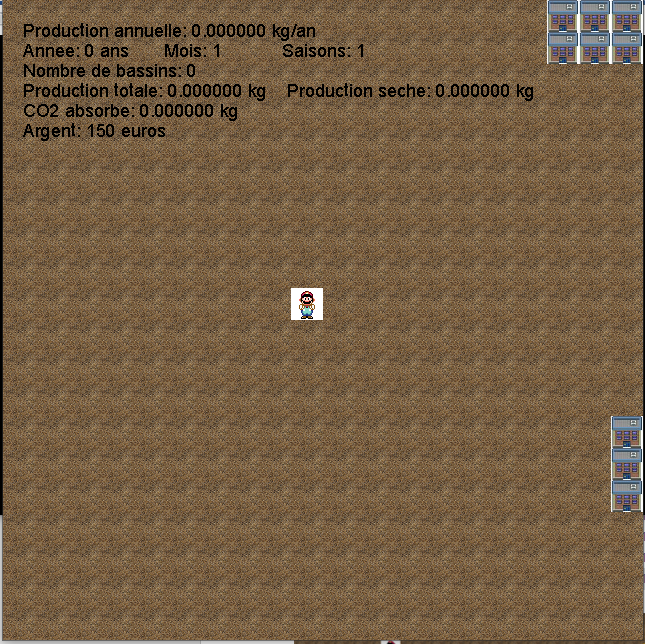 Production annuelle: 0.000000 kg/an
Annee: 0 ans Mois: 1 Saisons: 1
Nombre de bassins: 0
Production totale: 0.000000 kg Production seche: 0.000000 kg
CO2 absorbe: 0.000000 kg
Argent: 150 euros